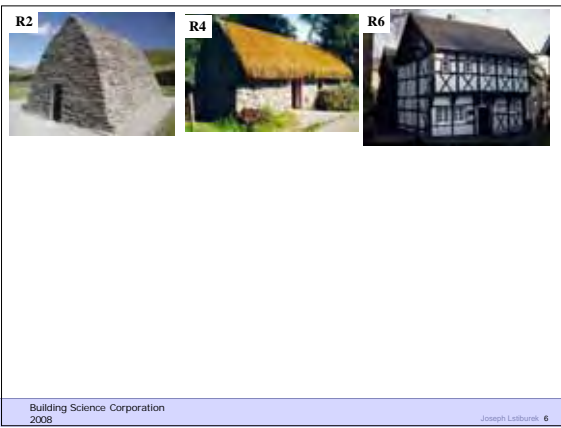 R2
R4
R6
Building Science Corporation
2008
Joseph Lstiburek 6